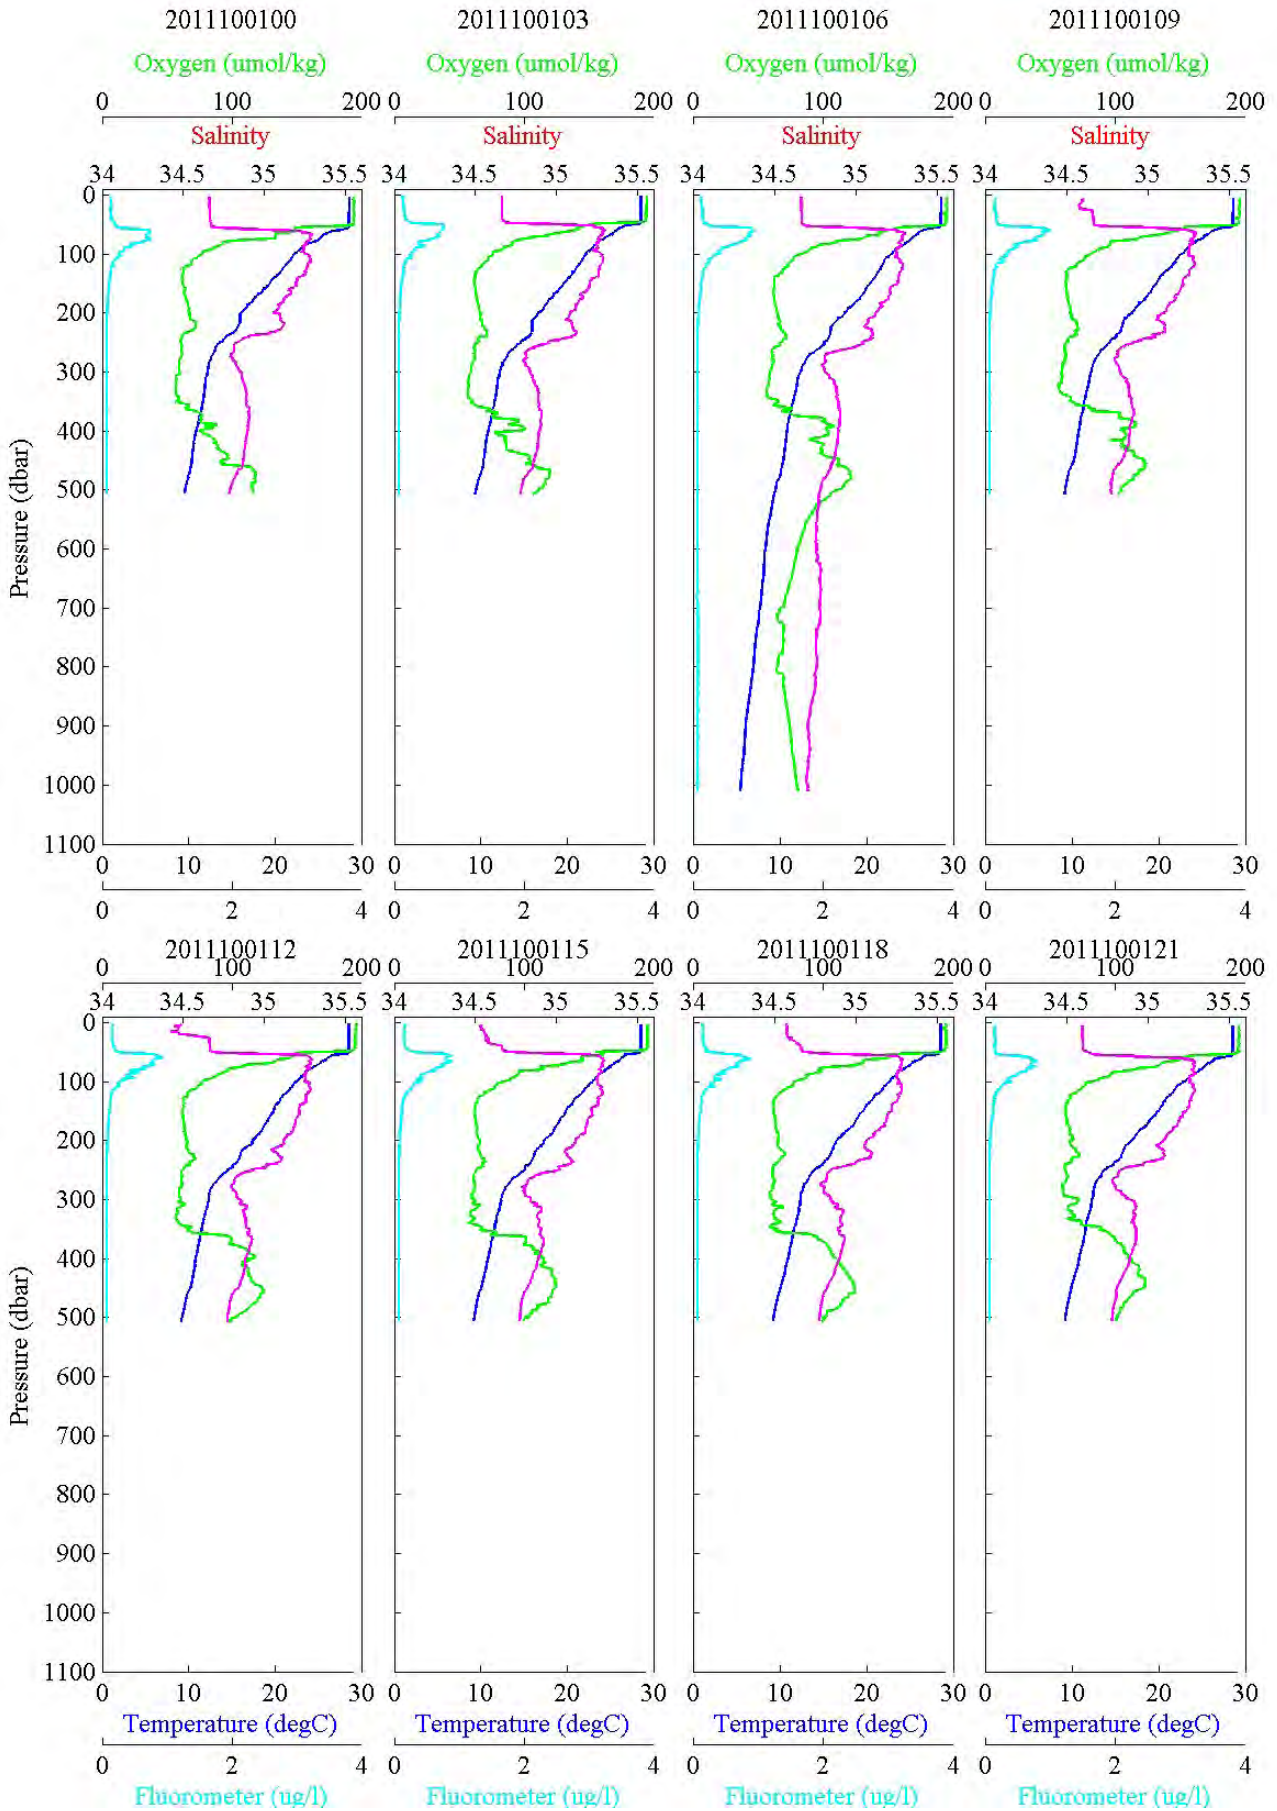 2011100100 2011100103 2011100106 2011100109
Oxygen (umol/kg) Oxygen (umol/kg) Oxygen (umol/kg) Oxygen (umol/kg)
0 100 200 0 100 200 0 100 200 0 100 200
Salinity Salinity Salinity Salinity
34 34.5 35 35.5 34 34.5 35 35.5 34 34.5 35 35.5 34 34.5 35 35.5
0
100
200
300
400
500
600
700
800
900
1000
1100
Pressure (dbar)
0 10 20 30 0 10 20 30 0 10 20 30 0 10 20 30
0 2 4 0 2 4 0 2 4 0 2 4
2011100112 2011100115 2011100118 2011100121
0 100 200 0 100 200 0 100 200 0 100 200
34 34.5 35 35.5 34 34.5 35 35.5 34 34.5 35 35.5 34 34.5 35 35.5
0
100
200
300
400
500
600
700
800
900
1000
1100
Pressure (dbar)
0 10 20 30 0 10 20 30 0 10 20 30 0 10 20 30
Temperature (degC) Temperature (degC) Temperature (degC) Temperature (degC)
0 2 4 0 2 4 0 2 4 0 2 4
Fluorometer (ug/l) Fluorometer (ug/l) Fluorometer (ug/l) Fluorometer (ug/l)